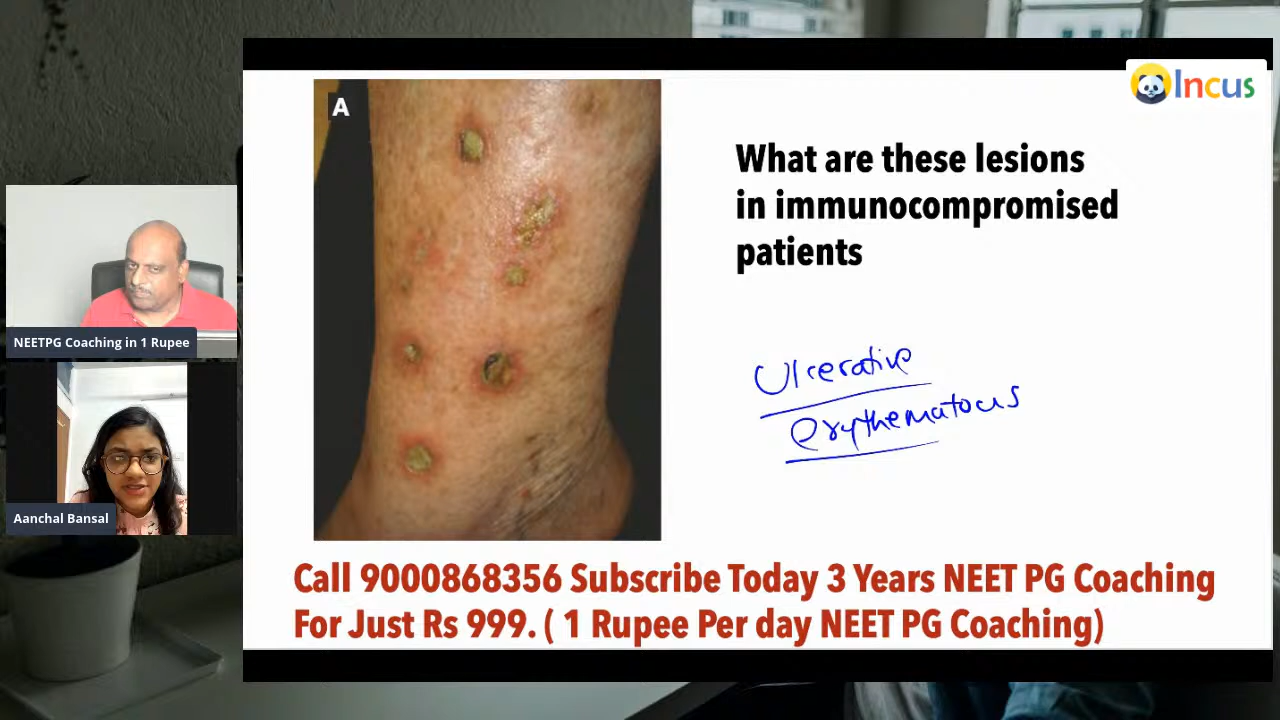 Incus
A
What are these lesions
in immunocompromised
patients
Ulcerative
erythematous
NEETPG Coaching in 1 Rupee
Aanchal Bansal
Call 9000868356 Subscribe Today 3 Years NEET PG Coaching
For Just Rs 999. ( 1 Rupee Per day NEET PG Coaching)